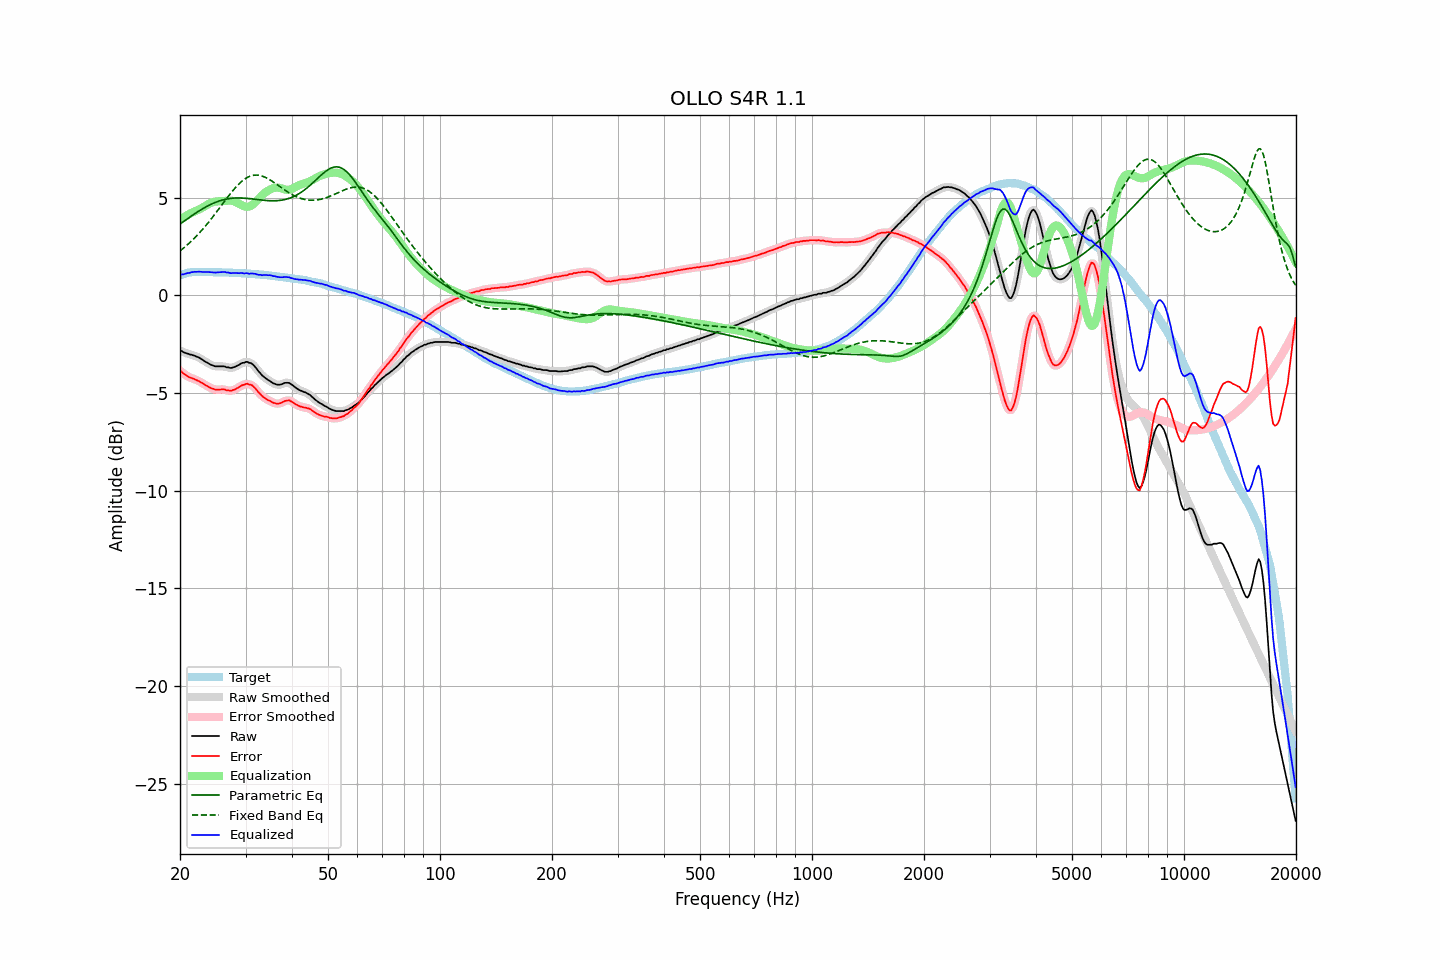 OLLO S4R 1.1
Amplitude (dBr)
5
0
−5
−10
−15
−20
−25
Target
Raw Smoothed
Error Smoothed
Raw
Error
Equalization
Parametric Eq
Fixed Band Eq
Equalized
20 50 100 200 500 1000 2000 5000 10000 20000
Frequency (Hz)